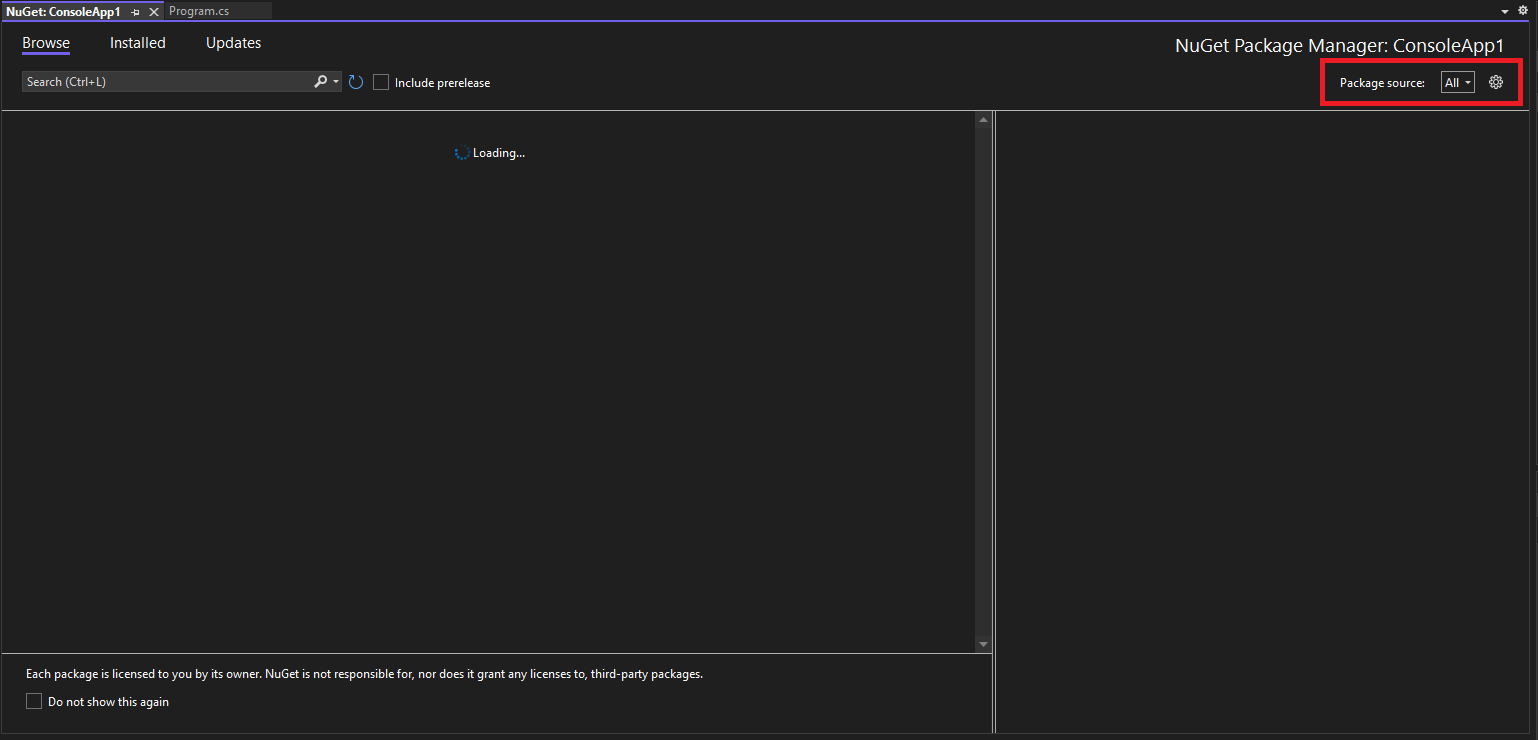 NuGet: ConsoleApp1
Program.cs
Browse
Installed
Updates
NuGet Package Manager: ConsoleApp1
Search (Ctrl+L)
Include prerelease
Package source:
All
Loading...
Each package is licensed to you by its owner. NuGet is not responsible for, nor does it grant any licenses to, third-party packages.
Do not show this again